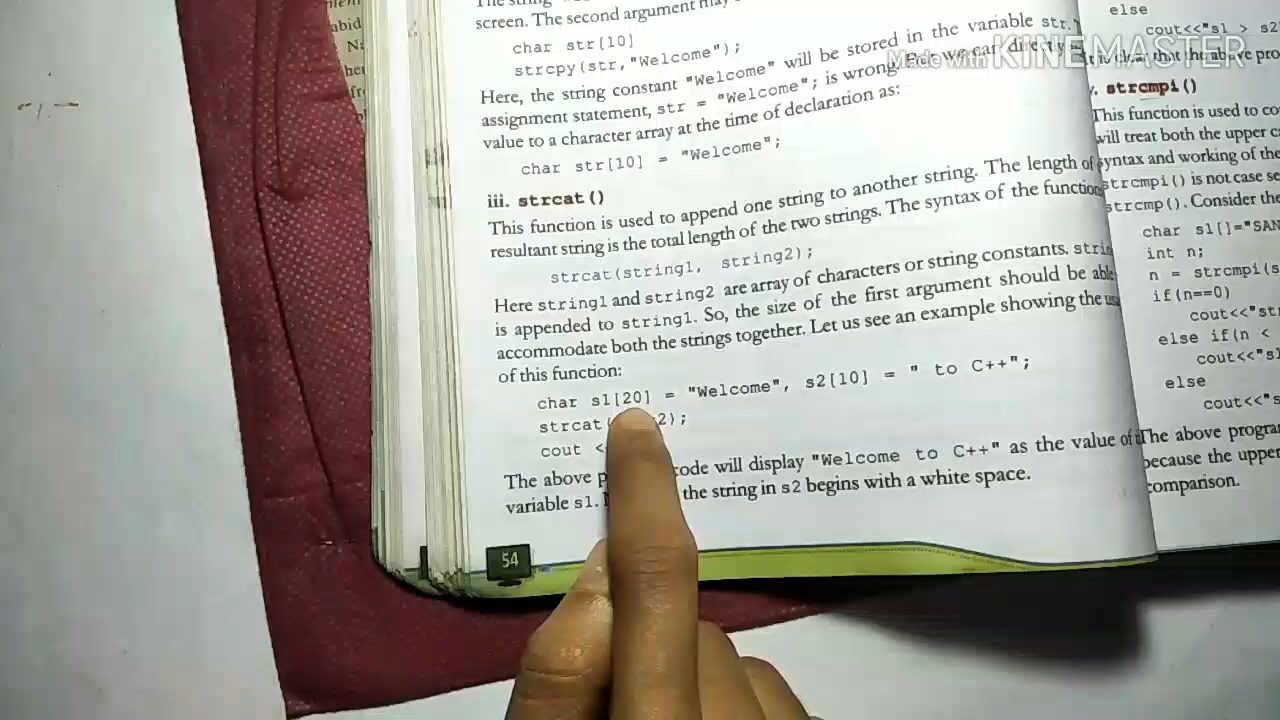 screen. The second argument may
char str[10]
strcpy(str,"Welcome");
Here, the string constant "Welcome" will be stored in the variable str.
assignment statement, str = "Welcome"; is wrong. But we can directly
value to a character array at the time of declaration as:
char str[10] = "Welcome";
iii. strcat()
This function is used to append one string to another string. The length of
resultant string is the total length of the two strings. The syntax of the function
strcat(string1, string2);
Here string1 and string2 are array of characters or string constants.
is appended to string1. So, the size of the first argument should be able
accommodate both the strings together. Let us see an example showing the
of this function:
char s1[20] = "Welcome", s2[10] = " to C++";
strcat( 2);
cout <
The above code will display "Welcome to C++" as the value of
variable s1. the string in s2 begins with a white space.
54
else
cout<<"s1 > s2
that the above pro
strcmpi()
This function is used to co
will treat both the upper c
syntax and working of the
strcmpi() is not case se
strcmp(). Consider the
char s1[]="SAN
int n;
n = strcmpi(s
if(n==0)
cout<<"st
else if(n <
cout<<"s1
else
cout<<"s
The above progra
because the upper
comparison.
Made with KINEMASTER